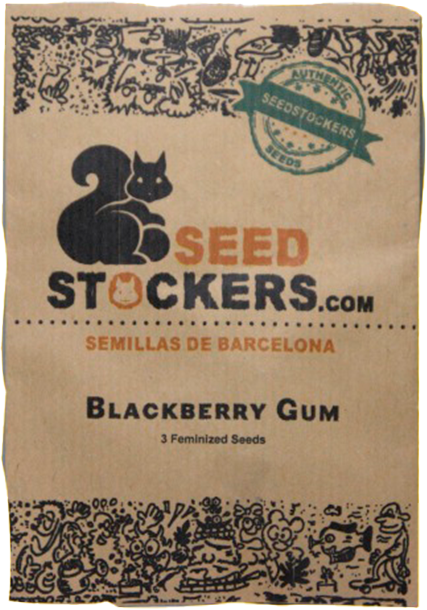 AUTHENTIC
SEEDSTOCKERS
SEEDS
SEED
STOCKERS.COM
SEMILLAS DE BARCELONA
BLACKBERRY GUM
3 Feminized Seeds